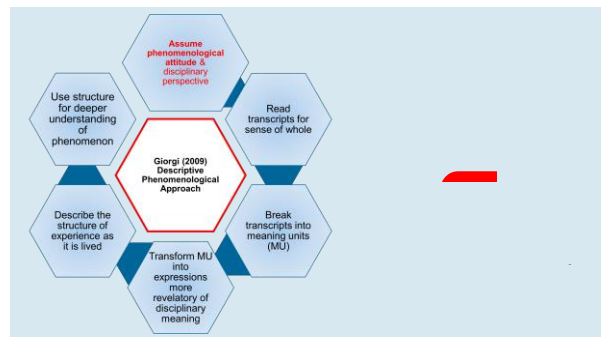 Assume
phenomenological
attitude &
disciplinary
perspective
Read
transcripts for
sense of whole
Break
transcripts into
meaning units
(MU)
Transform MU
into
expressions
more
revelatory of
disciplinary
meaning
Describe the
structure of
experience as
it is lived
Use structure
for deeper
understanding
of
phenomenon
Giorgi (2009)
Descriptive
Phenomenological
Approach